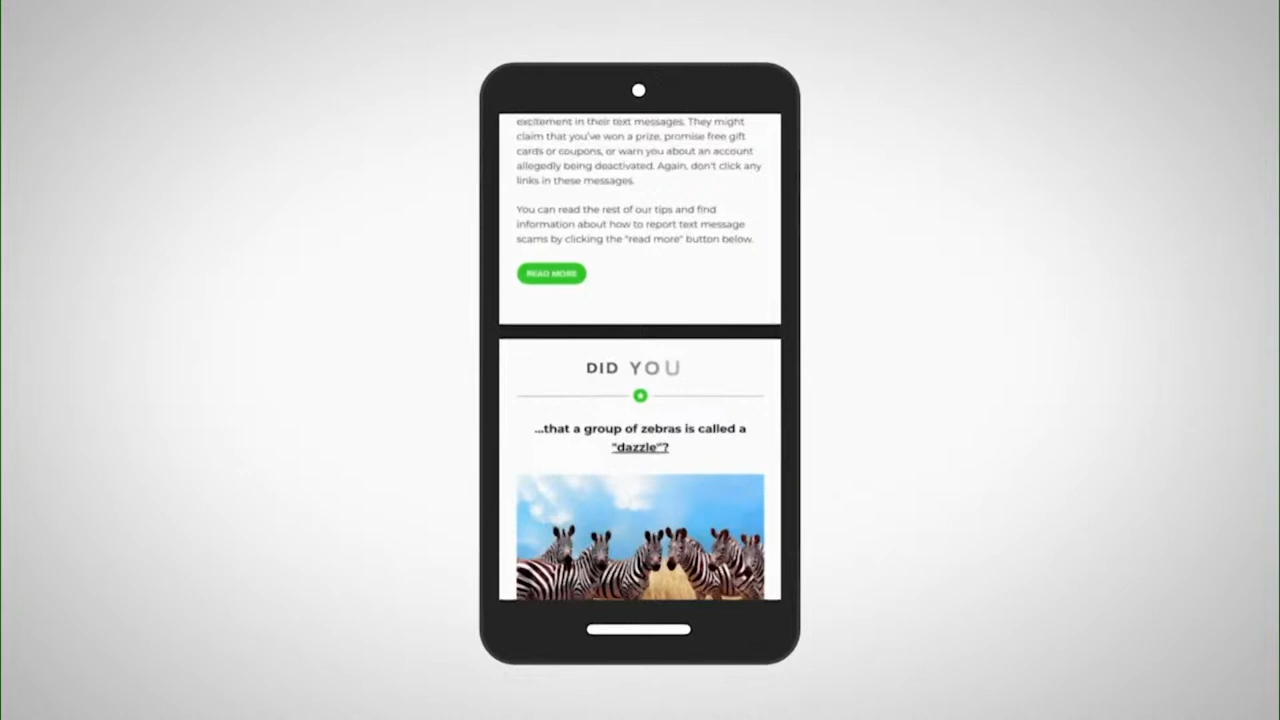 excitement in their text messages. They might
claim that you've won a prize, promise free gift
cards or coupons, or warn you about an account
allegedly being deactivated. Again, don't click any
links in these messages.
You can read the rest of our tips and find
information about how to report text message
scams by clicking the "read more" button below.
READ MORE
DID YOU
...that a group of zebras is called a
"dazzle"?